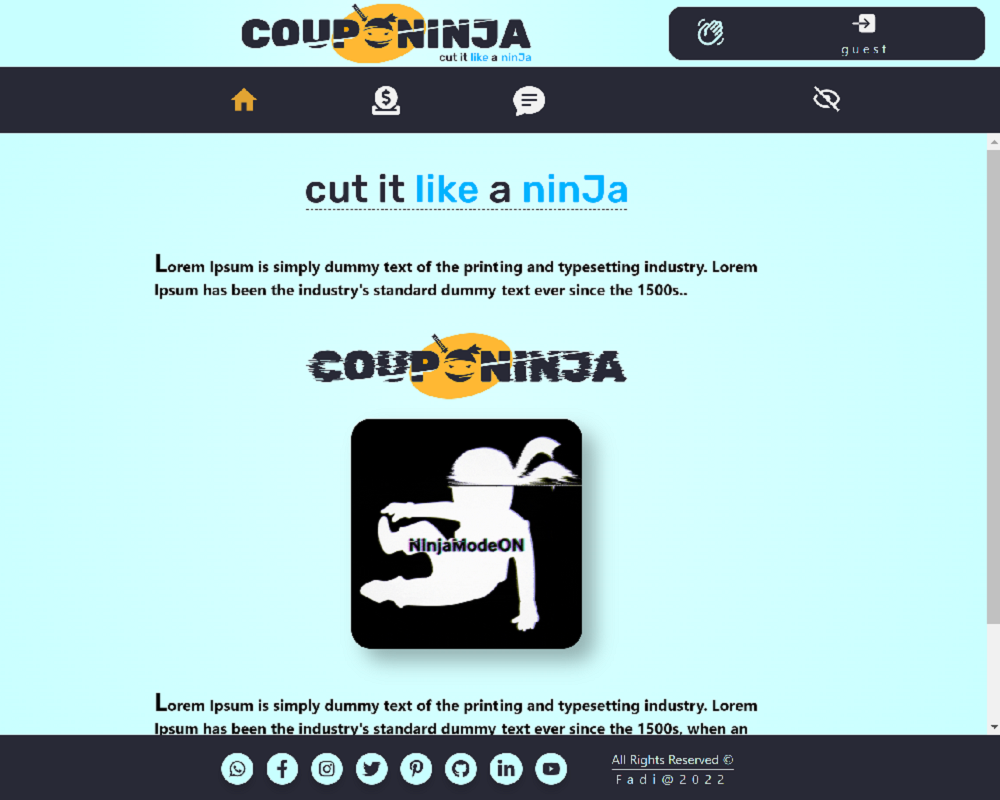 COUPONINJA
cut it like a ninJa
guest
cut it like a ninJa
Lorem Ipsum is simply dummy text of the printing and typesetting industry. Lorem
Ipsum has been the industry's standard dummy text ever since the 1500s..
COUPONINJA
NinjaModeON
Lorem Ipsum is simply dummy text of the printing and typesetting industry. Lorem
Ipsum has been the industry's standard dummy text ever since the 1500s, when an
All Rights Reserved ©
Fadi@2022